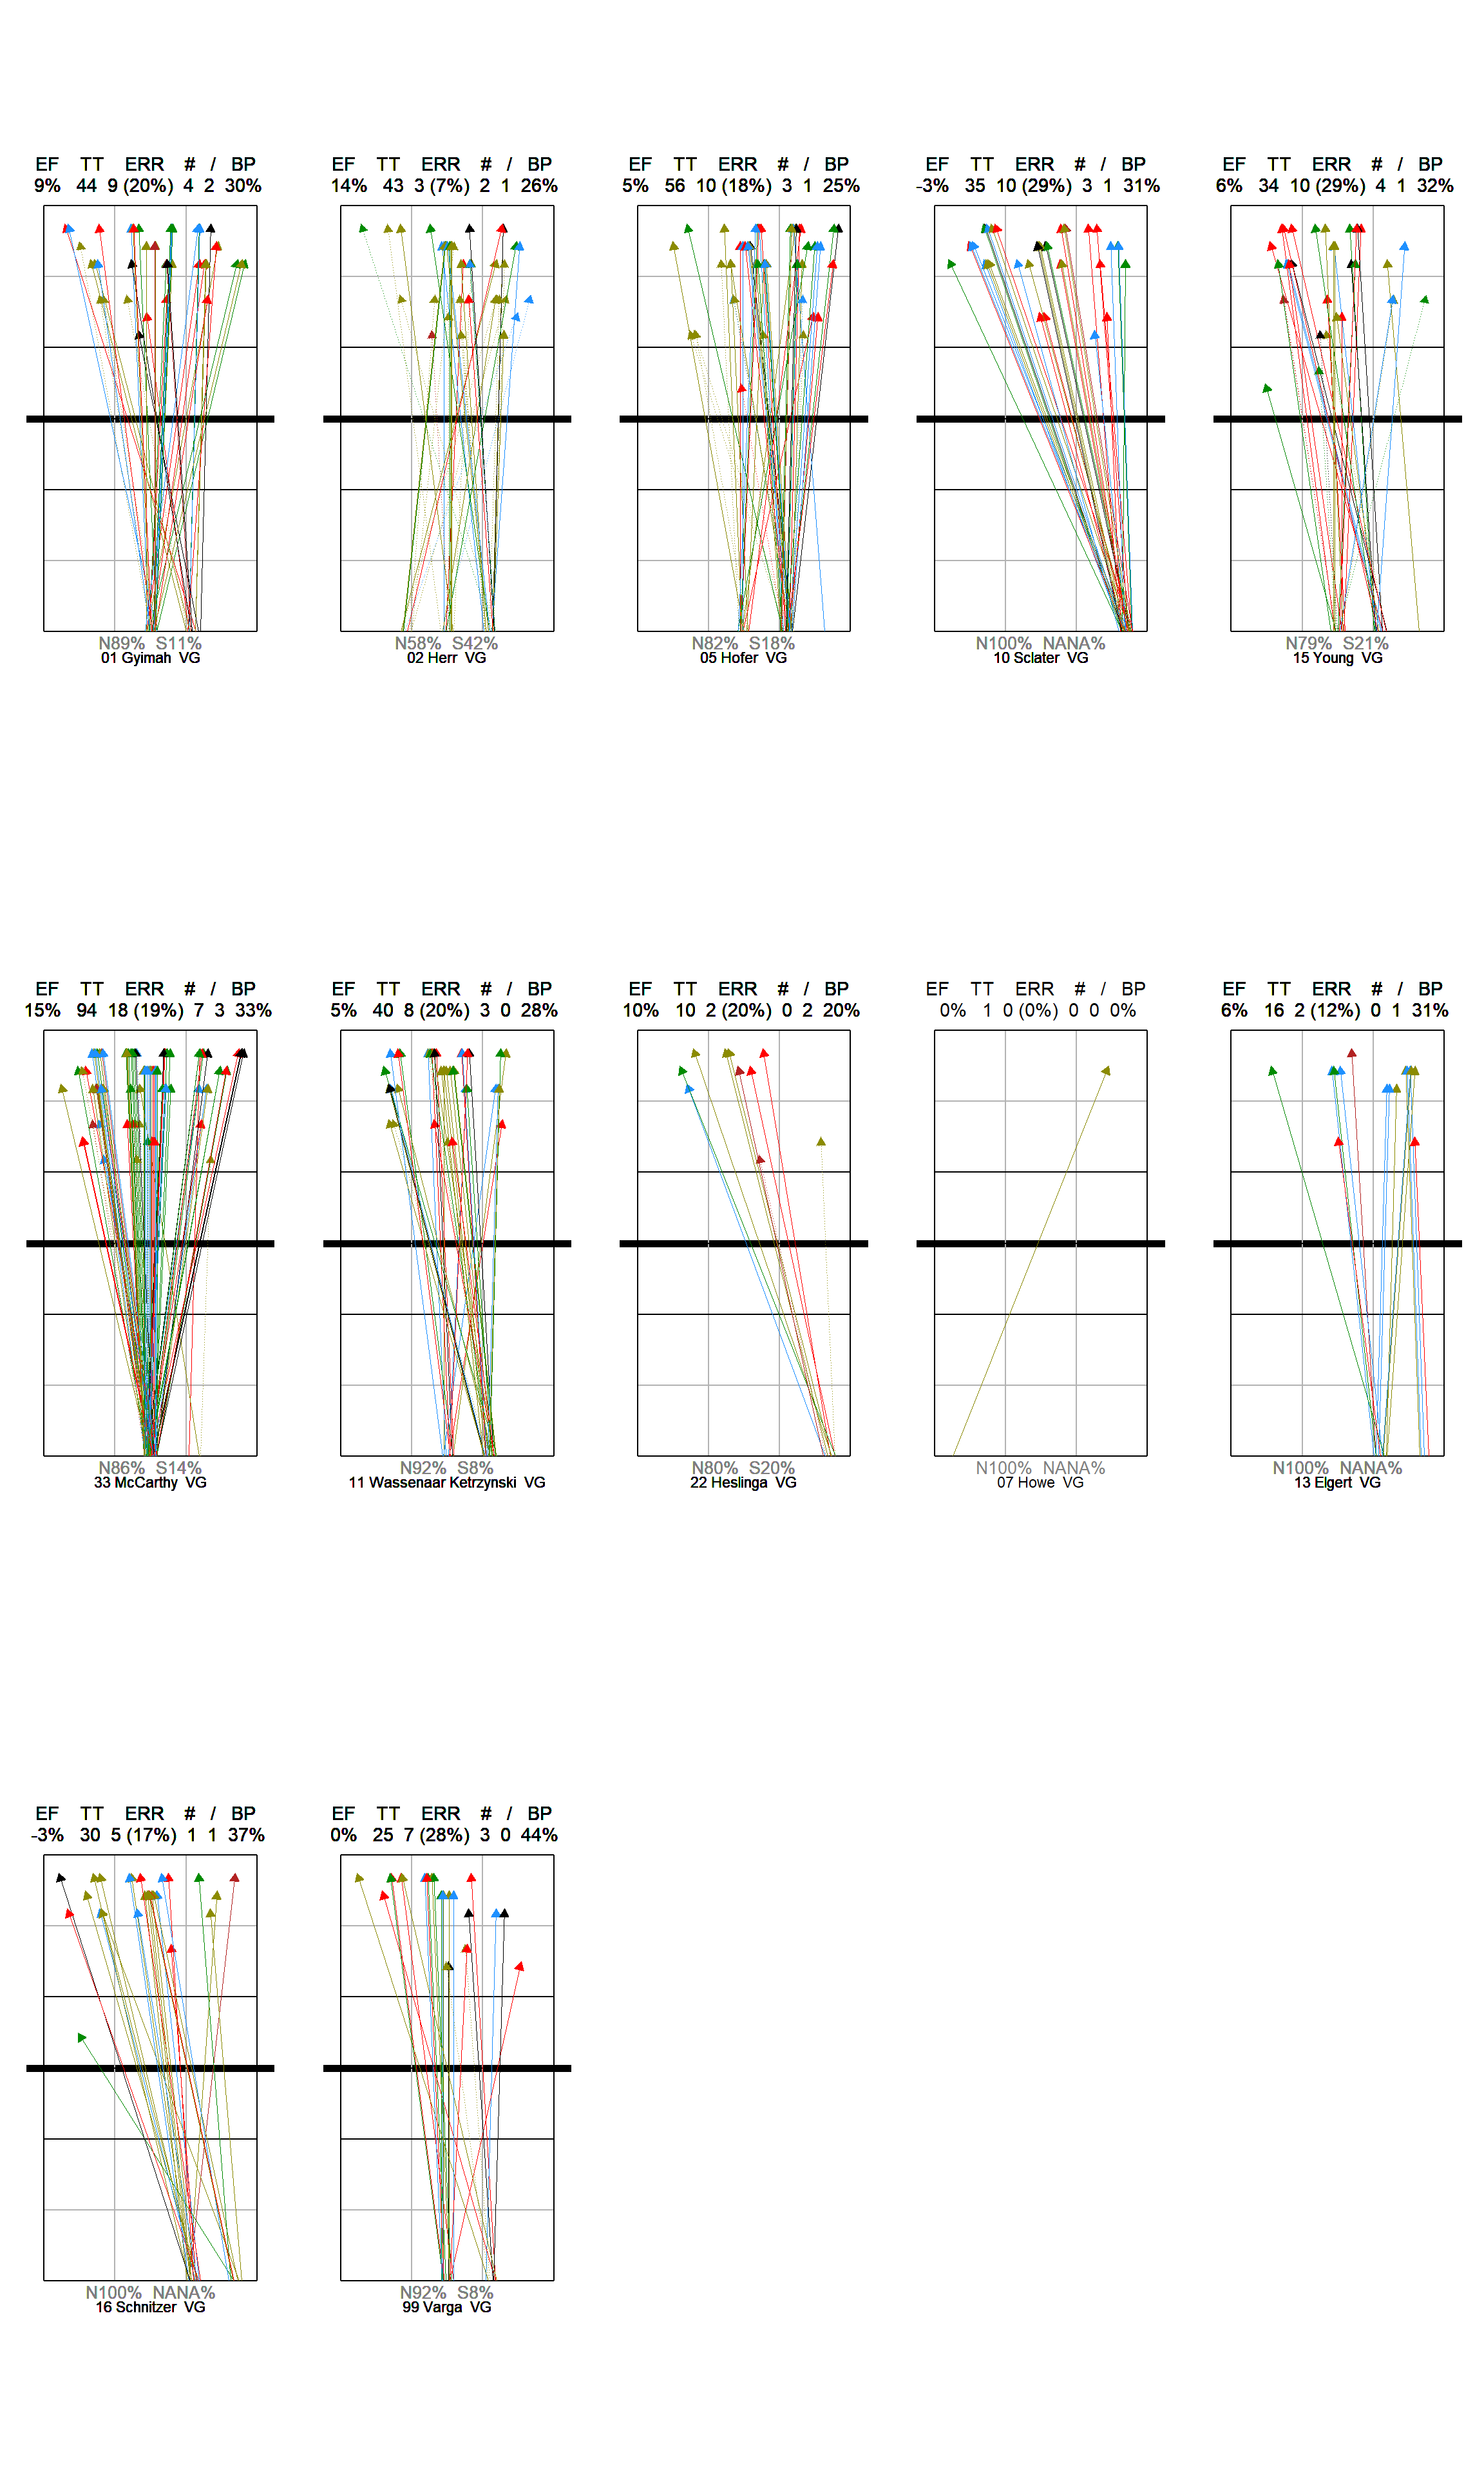 EF TT ERR # / BP
9% 44 9 (20%) 4 2 30%
N89% S11%
01 Gyimah VG
EF TT ERR # / BP
14% 43 3 (7%) 2 1 26%
N58% S42%
02 Herr VG
EF TT ERR # / BP
5% 56 10 (18%) 3 1 25%
N82% S18%
05 Hofer VG
EF TT ERR # / BP
-3% 35 10 (29%) 3 1 31%
N100% NANA%
10 Sclater VG
EF TT ERR # / BP
6% 34 10 (29%) 4 1 32%
N79% S21%
15 Young VG
EF TT ERR # / BP
15% 94 18 (19%) 7 3 33%
N86% S14%
33 McCarthy VG
EF TT ERR # / BP
5% 40 8 (20%) 3 0 28%
N92% S8%
11 Wassenaar Ketrzynski VG
EF TT ERR # / BP
10% 10 2 (20%) 0 2 20%
N80% S20%
22 Heslinga VG
EF TT ERR # / BP
0% 1 0 (0%) 0 0 0%
N100% NANA%
07 Howe VG
EF TT ERR # / BP
6% 16 2 (12%) 0 1 31%
N100% NANA%
13 Elgert VG
EF TT ERR # / BP
-3% 30 5 (17%) 1 1 37%
N100% NANA%
16 Schnitzer VG
EF TT ERR # / BP
0% 25 7 (28%) 3 0 44%
N92% S8%
99 Varga VG